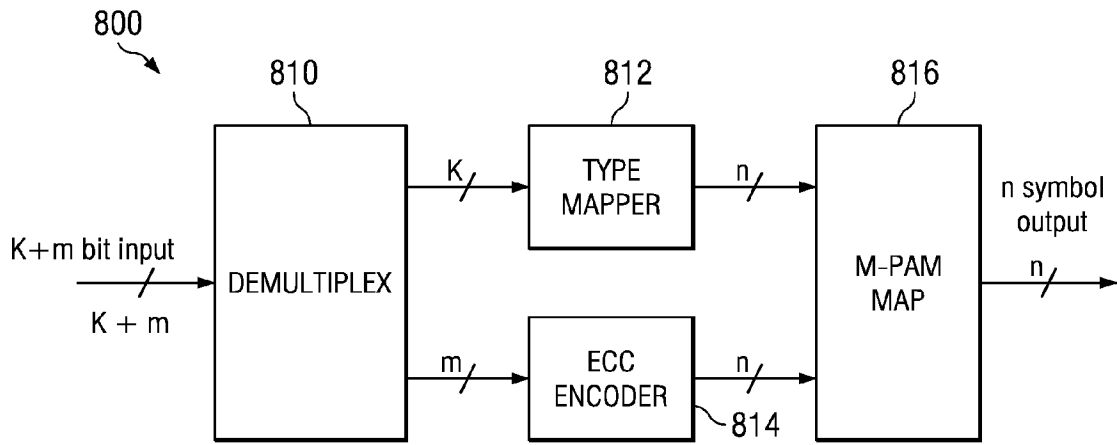 800
810
812
816
K
TYPE
MAPPER
n
n symbol
output
K+m bit input
K + m
DEMULTIPLEX
M-PAM
MAP
n
m
ECC
ENCODER
n
814